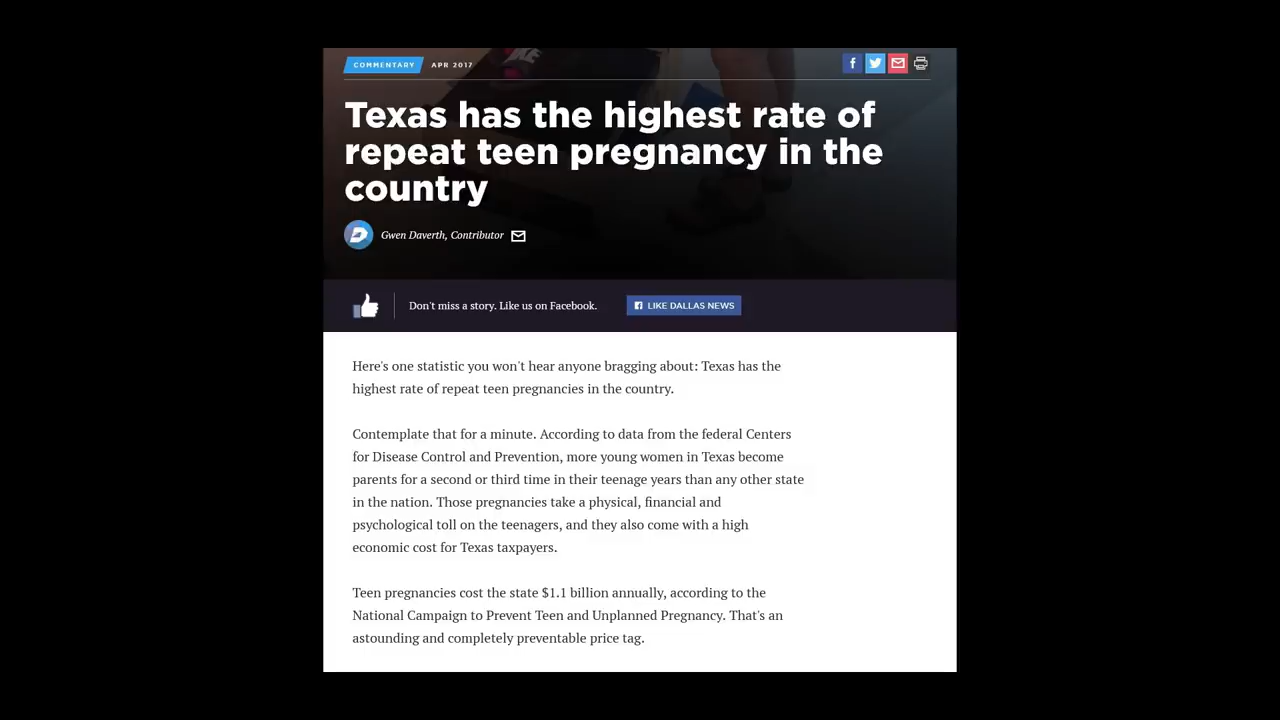 COMMENTARY APR 2017
Texas has the highest rate of
repeat teen pregnancy in the
country
Gwen Daverth, Contributor
Don't miss a story. Like us on Facebook. LIKE DALLAS NEWS
Here's one statistic you won't hear anyone bragging about: Texas has the
highest rate of repeat teen pregnancies in the country.
Contemplate that for a minute. According to data from the federal Centers
for Disease Control and Prevention, more young women in Texas become
parents for a second or third time in their teenage years than any other state
in the nation. Those pregnancies take a physical, financial and
psychological toll on the teenagers, and they also come with a high
economic cost for Texas taxpayers.
Teen pregnancies cost the state $1.1 billion annually, according to the
National Campaign to Prevent Teen and Unplanned Pregnancy. That's an
astounding and completely preventable price tag.